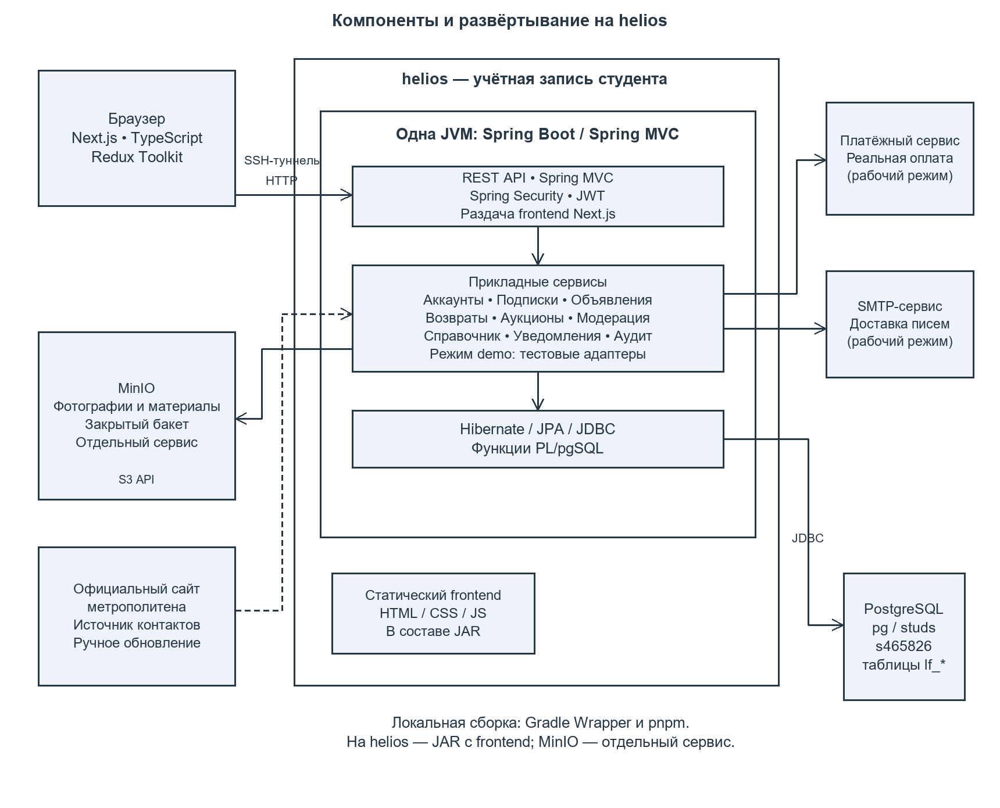 Компоненты и развёртывание на helios
helios — учётная запись студента
Браузер
Next.js • TypeScript
Redux Toolkit
SSH-туннель
HTTP
Одна JVM: Spring Boot / Spring MVC
REST API • Spring MVC
Spring Security • JWT
Раздача frontend Next.js
Платёжный сервис
Реальная оплата
(рабочий режим)
Прикладные сервисы
Аккаунты • Подписки • Объявления
Возвраты • Аукционы • Модерация
Справочник • Уведомления • Аудит
Режим demo: тестовые адаптеры
SMTP-сервис
Доставка писем
(рабочий режим)
MinIO
Фотографии и материалы
Закрытый бакет
Отдельный сервис
S3 API
Hibernate / JPA / JDBC
Функции PL/pgSQL
JDBC
Официальный сайт
метрополитена
Источник контактов
Ручное обновление
Статический frontend
HTML / CSS / JS
В составе JAR
PostgreSQL
pg / studs
s465826
таблицы lf_*
Локальная сборка: Gradle Wrapper и pnpm.
На helios — JAR с frontend; MinIO — отдельный сервис.